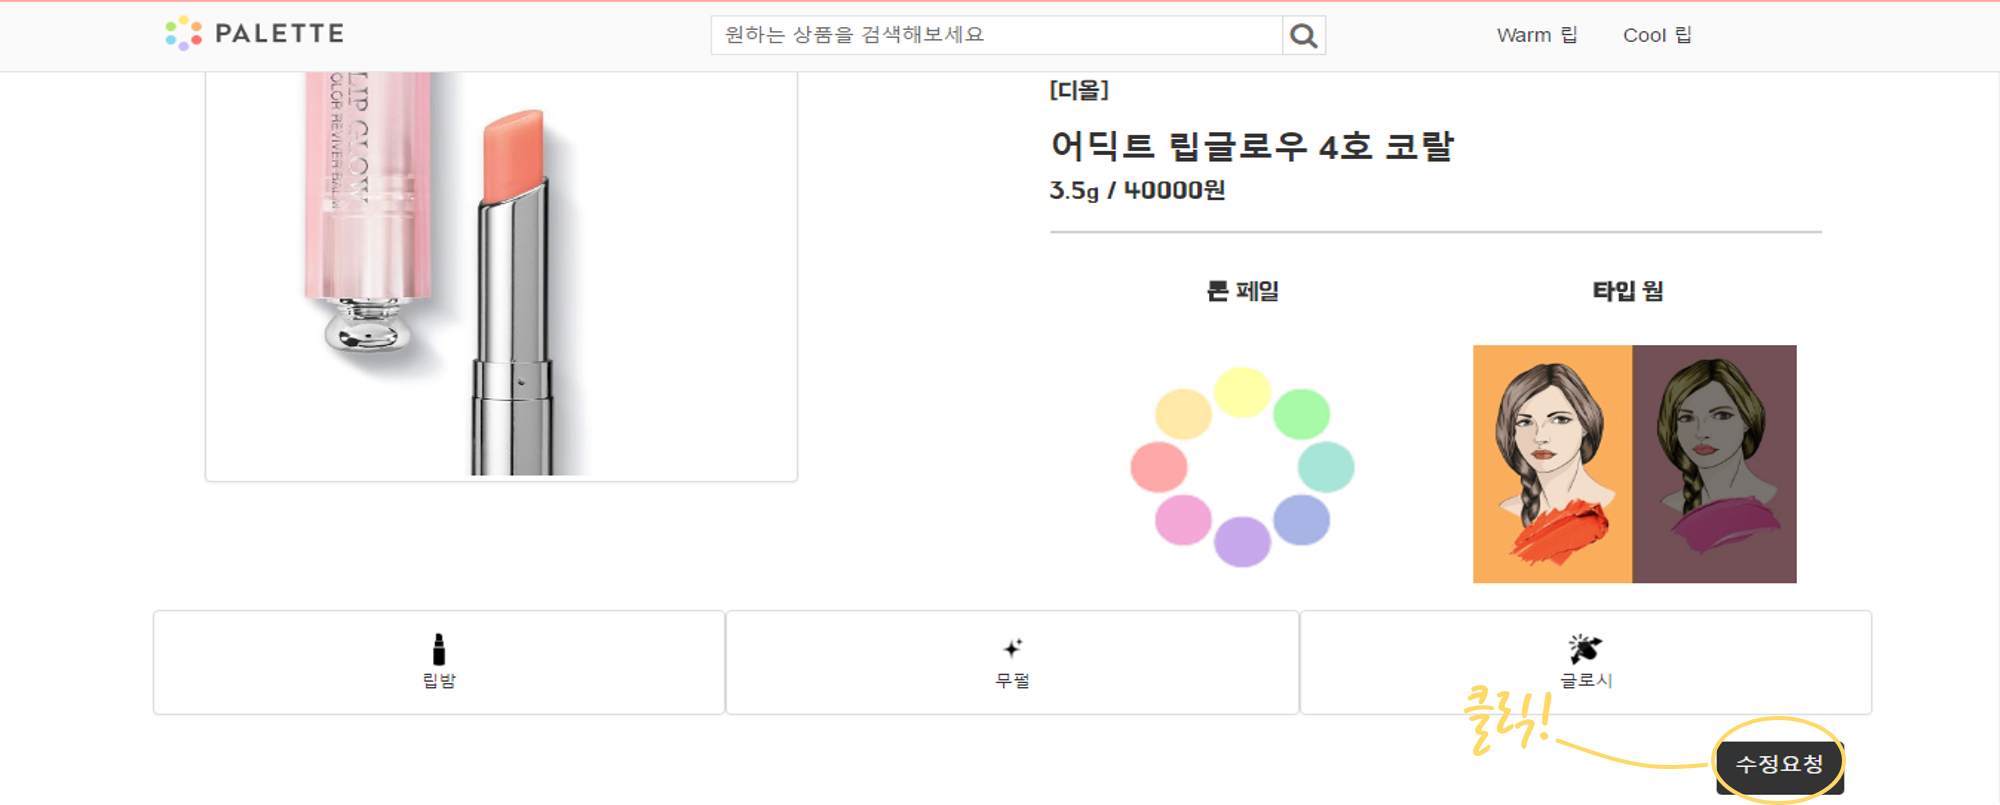 PALETTE
원하는 상품을 검색해보세요
Warm 립
Cool 립
LIP GLOW
COLOR REVIVER BALM
[디올]
어딕트 립글로우 4호 코랄
3.5g / 40000원
톤 페일
타입 웜
립밤
무펄
글로시
클릭!
수정요청